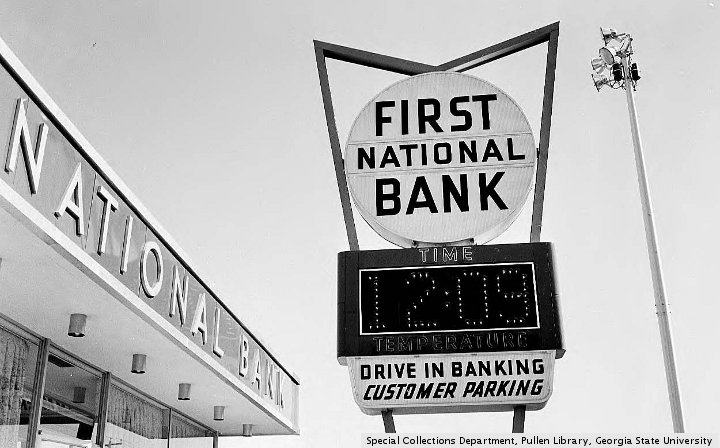 N NATIONAL BANK
FIRST
NATIONAL
BANK
TIME
12:09
TEMPERATURE
DRIVE IN BANKING
CUSTOMER PARKING
Special Collections Department, Pullen Library, Georgia State University